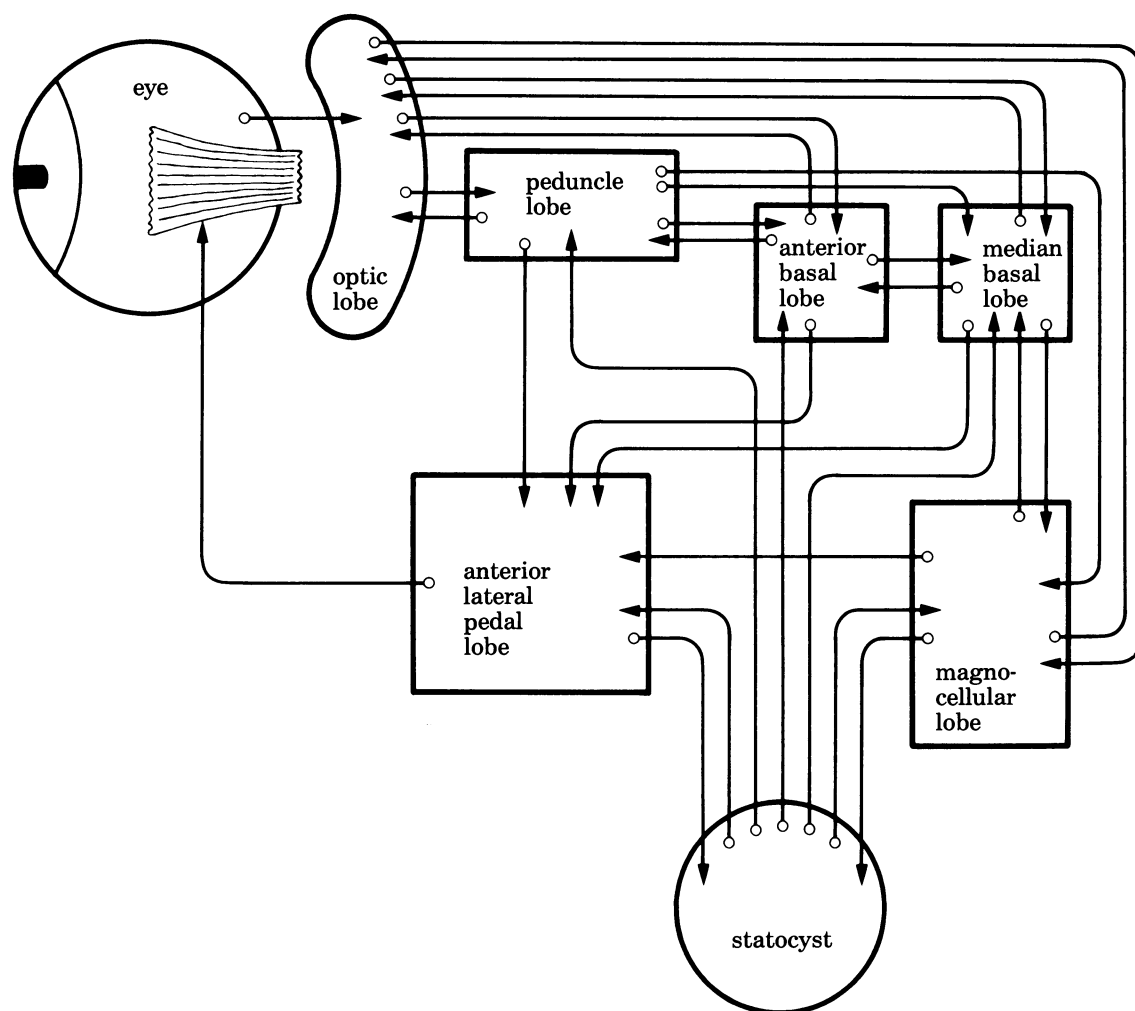 eye
optic
lobe
peduncle
lobe
anterior
basal
lobe
median
basal
lobe
anterior
lateral
pedal
lobe
magno-
cellular
lobe
statocyst